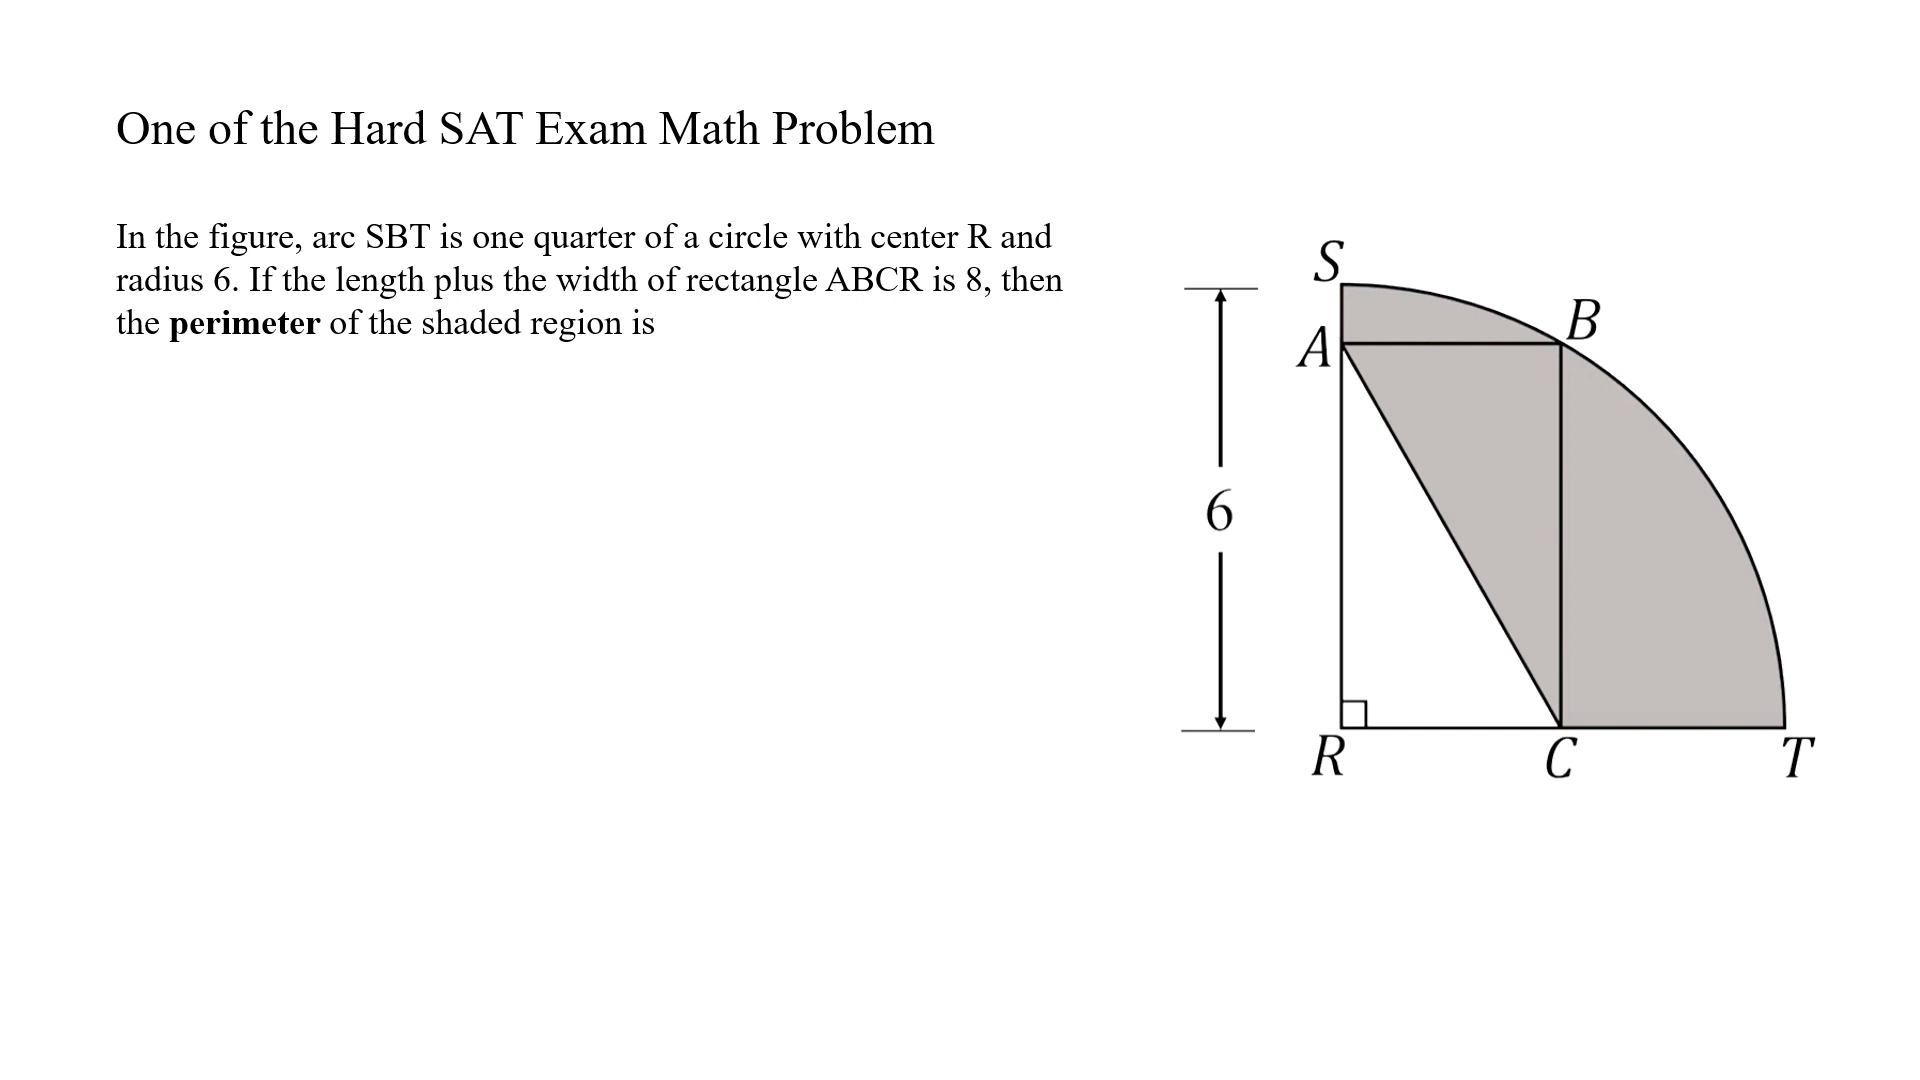 One of the Hard SAT Exam Math Problem
In the figure, arc SBT is one quarter of a circle with center R and
radius 6. If the length plus the width of rectangle ABCR is 8, then
the perimeter of the shaded region is
S
B
A
6
R
C
T